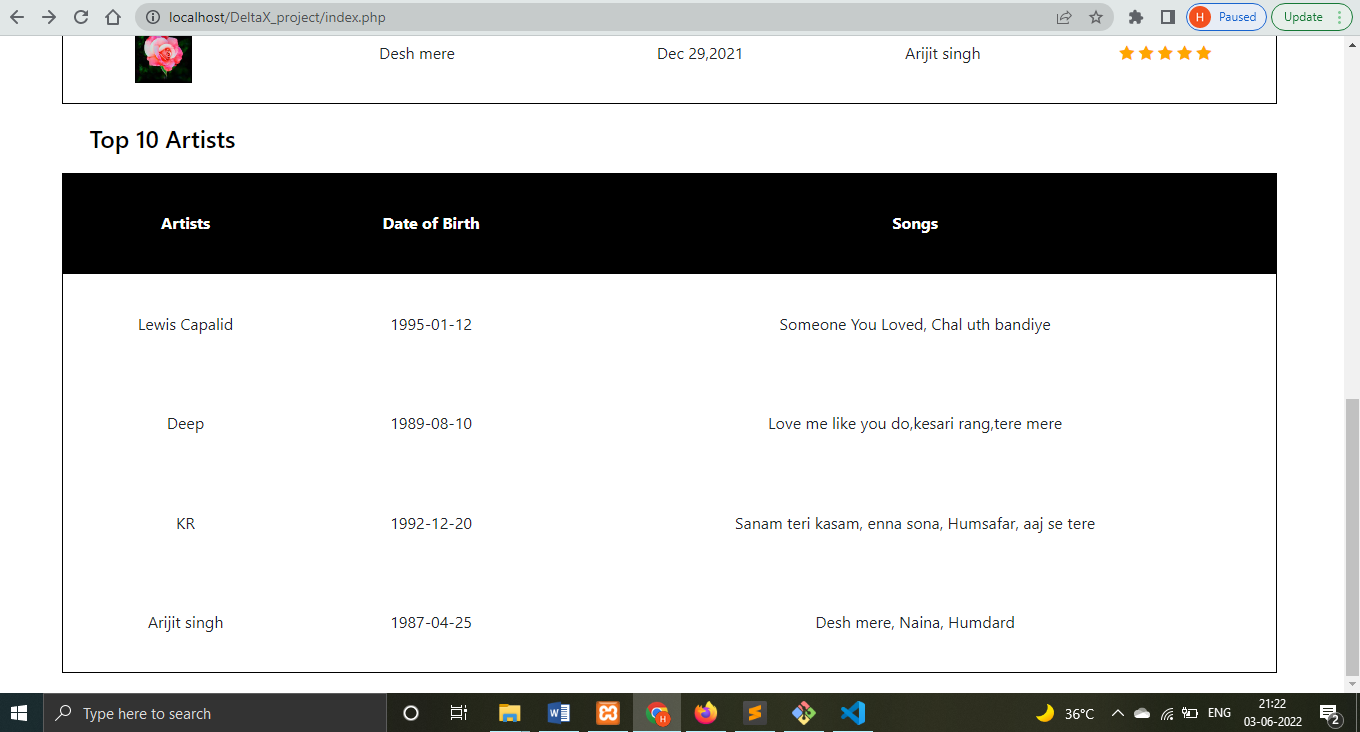 localhost/DeltaX_project/index.php
H Paused
Update
Desh mere Dec 29,2021 Arijit singh
Top 10 Artists
Artists Date of Birth Songs
Lewis Capalid 1995-01-12 Someone You Loved, Chal uth bandiye
Deep 1989-08-10 Love me like you do,kesari rang,tere mere
KR 1992-12-20 Sanam teri kasam, enna sona, Humsafar, aaj se tere
Arijit singh 1987-04-25 Desh mere, Naina, Humdard
Type here to search
36°C
ENG
21:22
03-06-2022
2